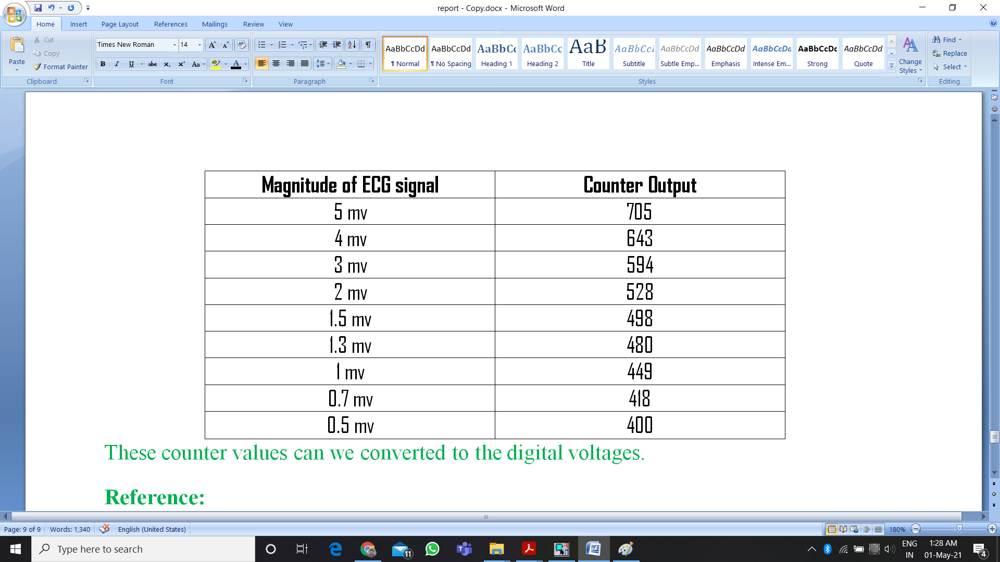 report - Copy.docx - Microsoft Word
Home Insert Page Layout References Mailings Review View
Paste
Cut
Copy
Format Painter
Clipboard
Times New Roman 14
B I U abc x₂ x² Aa ab A
Font
Paragraph
AaBbCcDd AaBbCcDd AaBbC AaBbCc AaB AaBbCc AaBbCcDd AaBbCcDd AaBbCcDd AaBbCcDc AaBbCcDd
¶ Normal ¶ No Spacing Heading 1 Heading 2 Title Subtitle Subtle Emp... Emphasis Intense Em... Strong Quote
Styles
Change Styles
Find
Replace
Select
Editing
Magnitude of ECG signal Counter Output
5 mv 705
4 mv 643
3 mv 594
2 mv 528
1.5 mv 498
1.3 mv 480
1 mv 449
0.7 mv 418
0.5 mv 400
These counter values can we converted to the digital voltages.
Reference:
Page: 9 of 9 Words: 1,340 English (United States) 180%
Type here to search 11 ENG 1:28 AM
IN 01-May-21 4